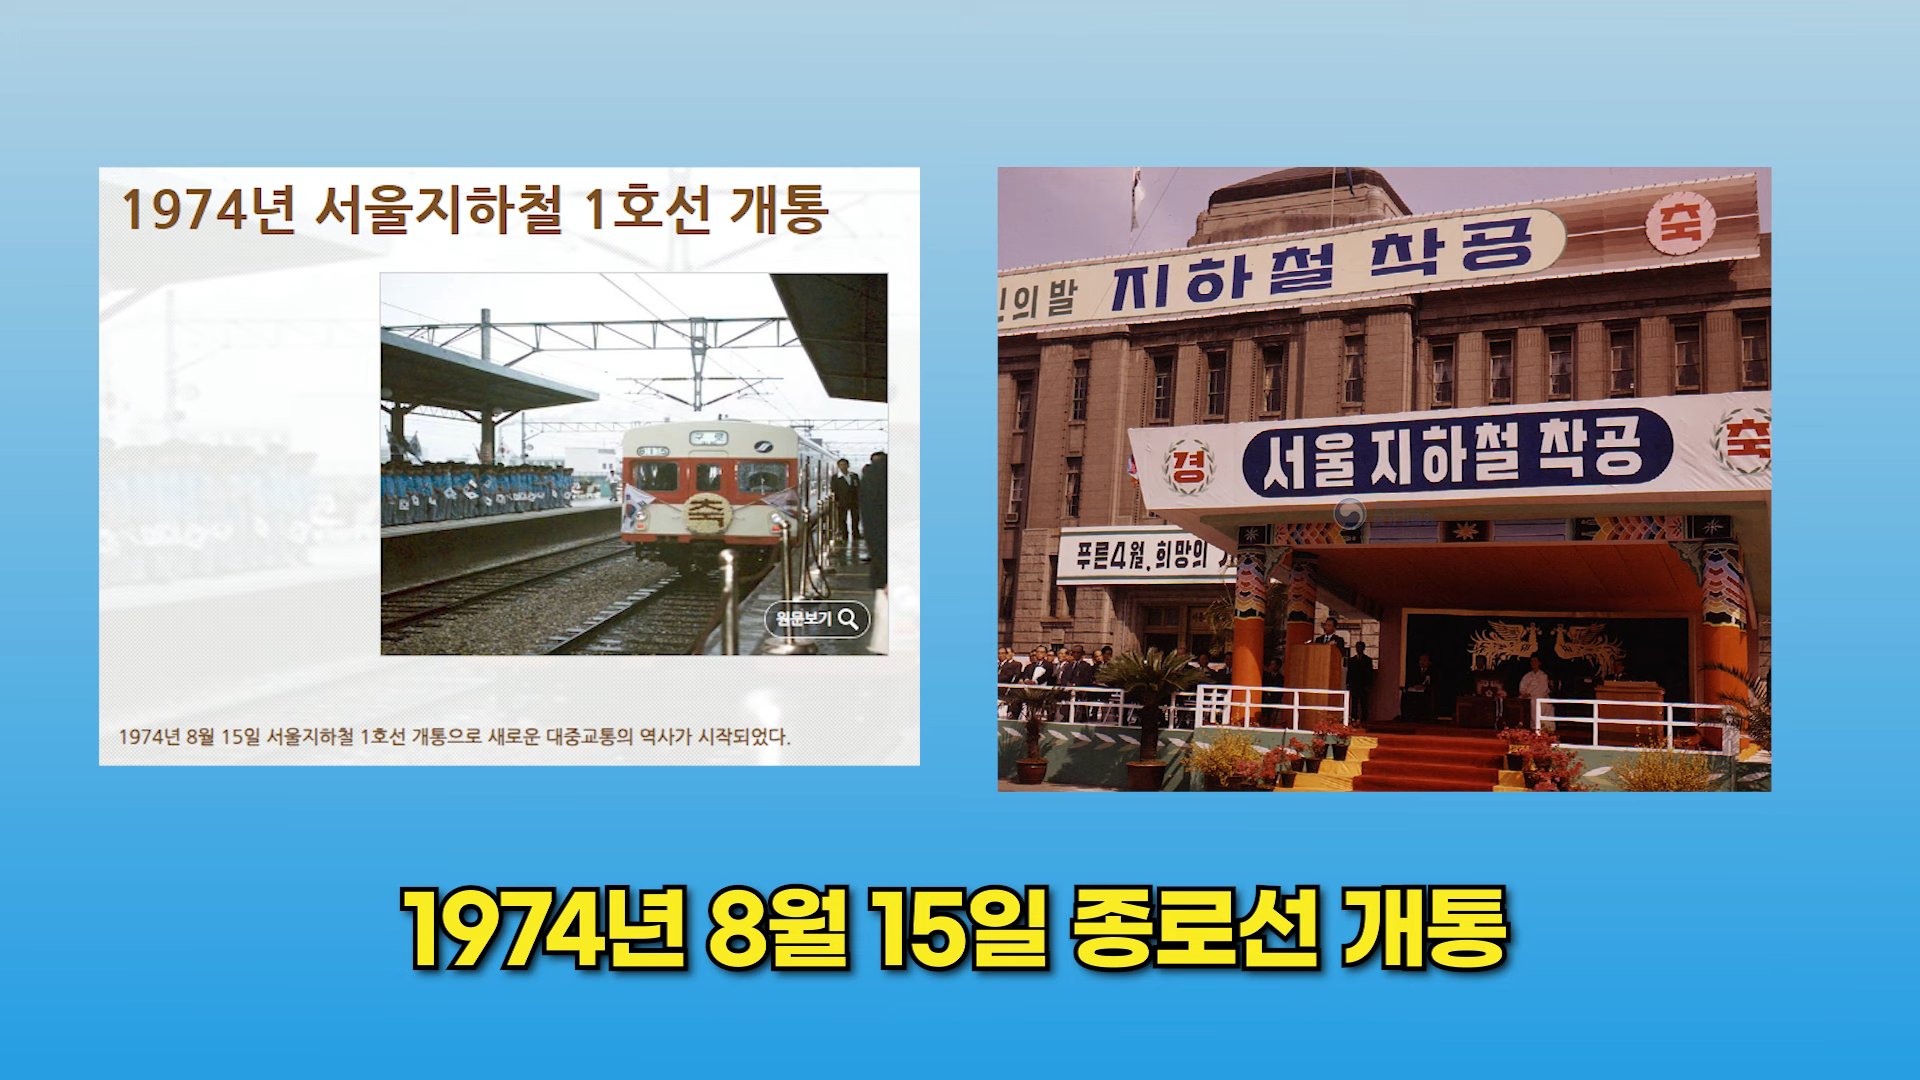 1974년 서울지하철 1호선 개통
축
원문보기
1974년 8월 15일 서울지하철 1호선 개통으로 새로운 대중교통의 역사가 시작되었다.
의 발 지하철 착공 축
경 서울 지하철 착공 축
푸른4월, 희망의
1974년 8월 15일 종로선 개통